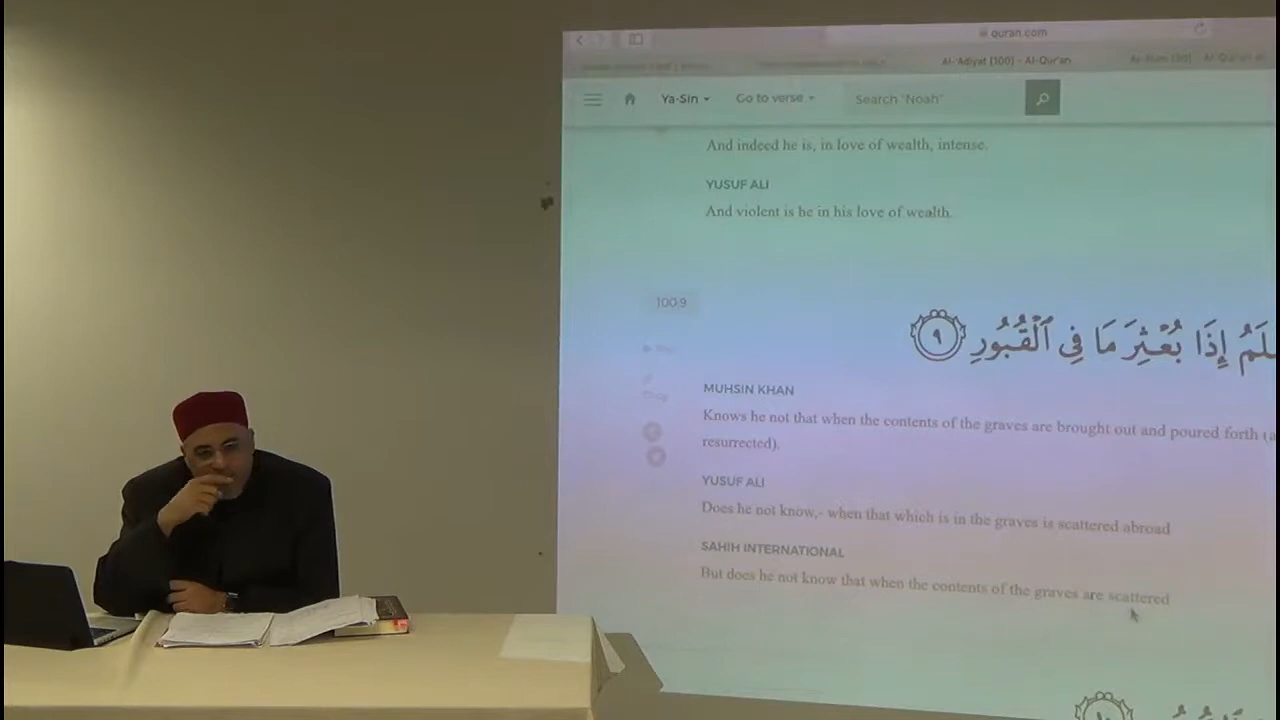 quran.com
Al-'Adiyat [100] - Al-Qur'an
Ya-Sin Go to verse Search "Noah"
And indeed he is, in love of wealth, intense.
YUSUF ALI
And violent is he in his love of wealth.
100:9
لَمُ إِذَا بُعْثِرَ مَا فِي ٱلْقُبُورِ ٩
MUHSIN KHAN
Knows he not that when the contents of the graves are brought out and poured forth
resurrected).
YUSUF ALI
Does he not know,- when that which is in the graves is scattered abroad
SAHIH INTERNATIONAL
But does he not know that when the contents of the graves are scattered